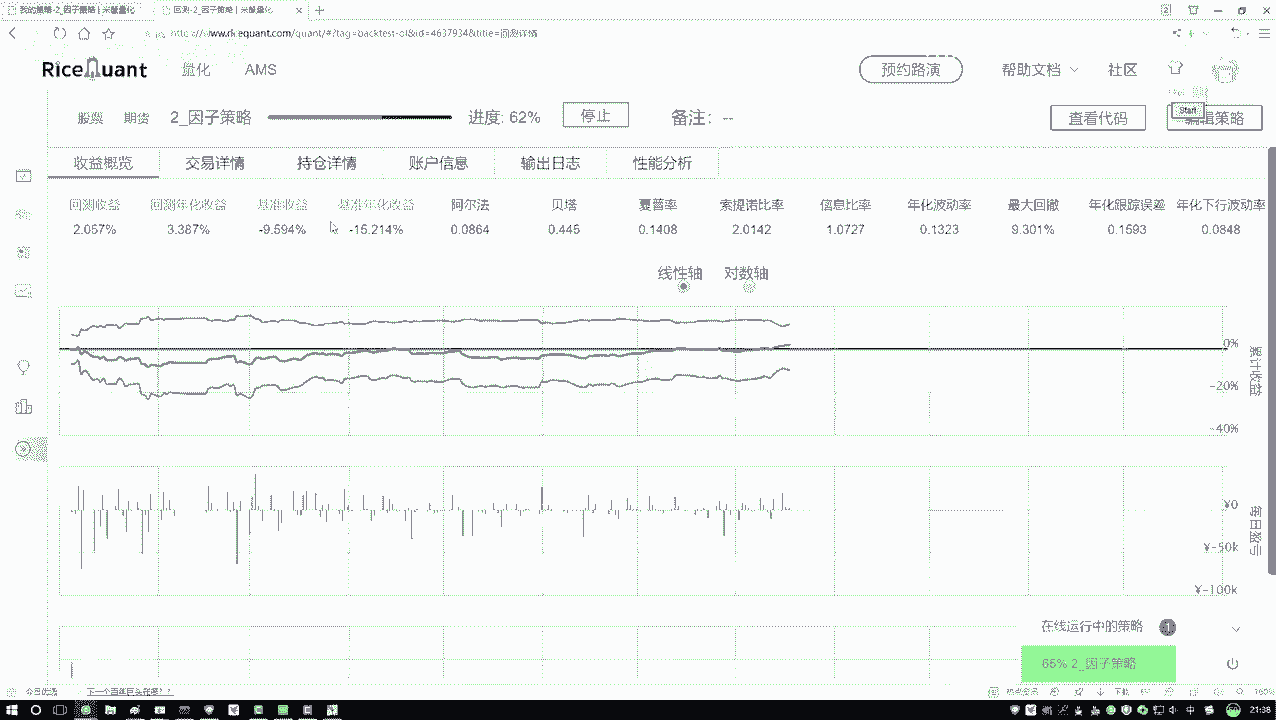 我的策略-2_因子策略 | 米筐量化
回测-2_因子策略 | 米筐量化
www.ricequant.com/quant/#?tag=backtest-ol&id=4637934&title=回测详情
RiceQuant 量化 AMS 预约路演 帮助文档 社区
股票 期货 2_因子策略 进度: 62% 停止 备注: -- 查看代码 编辑策略
Start
收益概览 交易详情 持仓详情 账户信息 输出日志 性能分析
回测收益 回测年化收益 基准收益 基准年化收益 阿尔法 贝塔 夏普率 索提诺比率 信息比率 年化波动率 最大回撤 年化跟踪误差 年化下行波动率
2.067% 3.387% -9.594% -15.214% 0.0864 0.445 0.1408 2.0142 1.0727 0.1323 9.301% 0.1593 0.0848
线性轴 对数轴
0%
-20%
-40%
累计收益
¥0
¥-50k
¥-100k
每日盈亏
在线运行中的策略 1
65% 2_因子策略
今日优选
下载
21:38